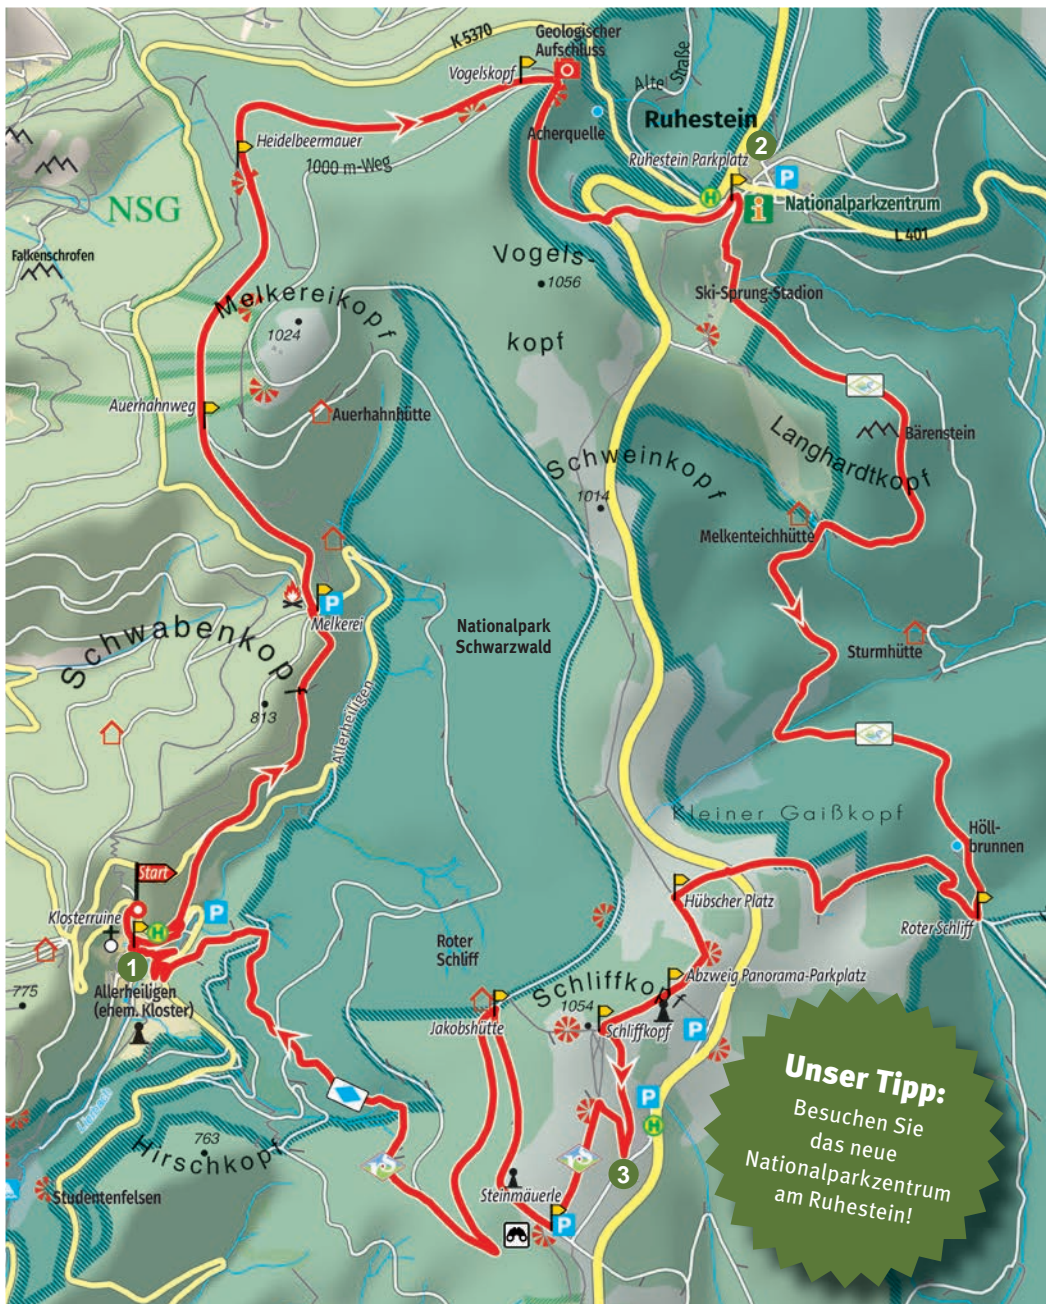 K 5370
Geologischer
Aufschluss
Vogelskopf
Alte Straße
Acherquelle
Ruhestein
2
Heidelbeermauer
1000 m-Weg
Ruhestein Parkplatz
P
H
i
Nationalparkzentrum
L 401
NSG
Falkenschrofen
Vogels-
kopf
1056
Ski-Sprung-Stadion
Melkereikopf
1024
Auerhahnweg
Auerhahnhütte
Langhardtkopf
Bärenstein
Schweinkopf
1014
Melkenteichhütte
P
Melkerei
Schwabenkopf
813
Nationalpark
Schwarzwald
Sturmhütte
Allerheiligen
Kleiner Gaißkopf
Höll-
brunnen
Start
Klosterruine
H
P
Hübscher Platz
Roter Schliff
1
Roter
Schliff
Abzweig Panorama-Parkplatz
775
Allerheiligen
(ehem. Kloster)
Schliffkopf
1054
Jakobshütte
Schliffkopf
P
P
H
Lierbach
763
Hirschkopf
Studentenfelsen
Steinmäuerle
3
P
Unser Tipp:
Besuchen Sie
das neue
Nationalparkzentrum
am Ruhestein!